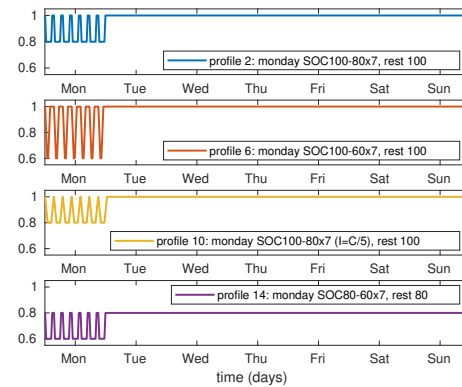 1
0.8
0.6
profile 2: monday SOC100-80x7, rest 100
Mon Tue Wed Thu Fri Sat Sun
1
0.8
0.6
profile 6: monday SOC100-60x7, rest 100
Mon Tue Wed Thu Fri Sat Sun
1
0.8
0.6
profile 10: monday SOC100-80x7 (I=C/5), rest 100
Mon Tue Wed Thu Fri Sat Sun
1
0.8
0.6
profile 14: monday SOC80-60x7, rest 80
Mon Tue Wed Thu Fri Sat Sun
time (days)